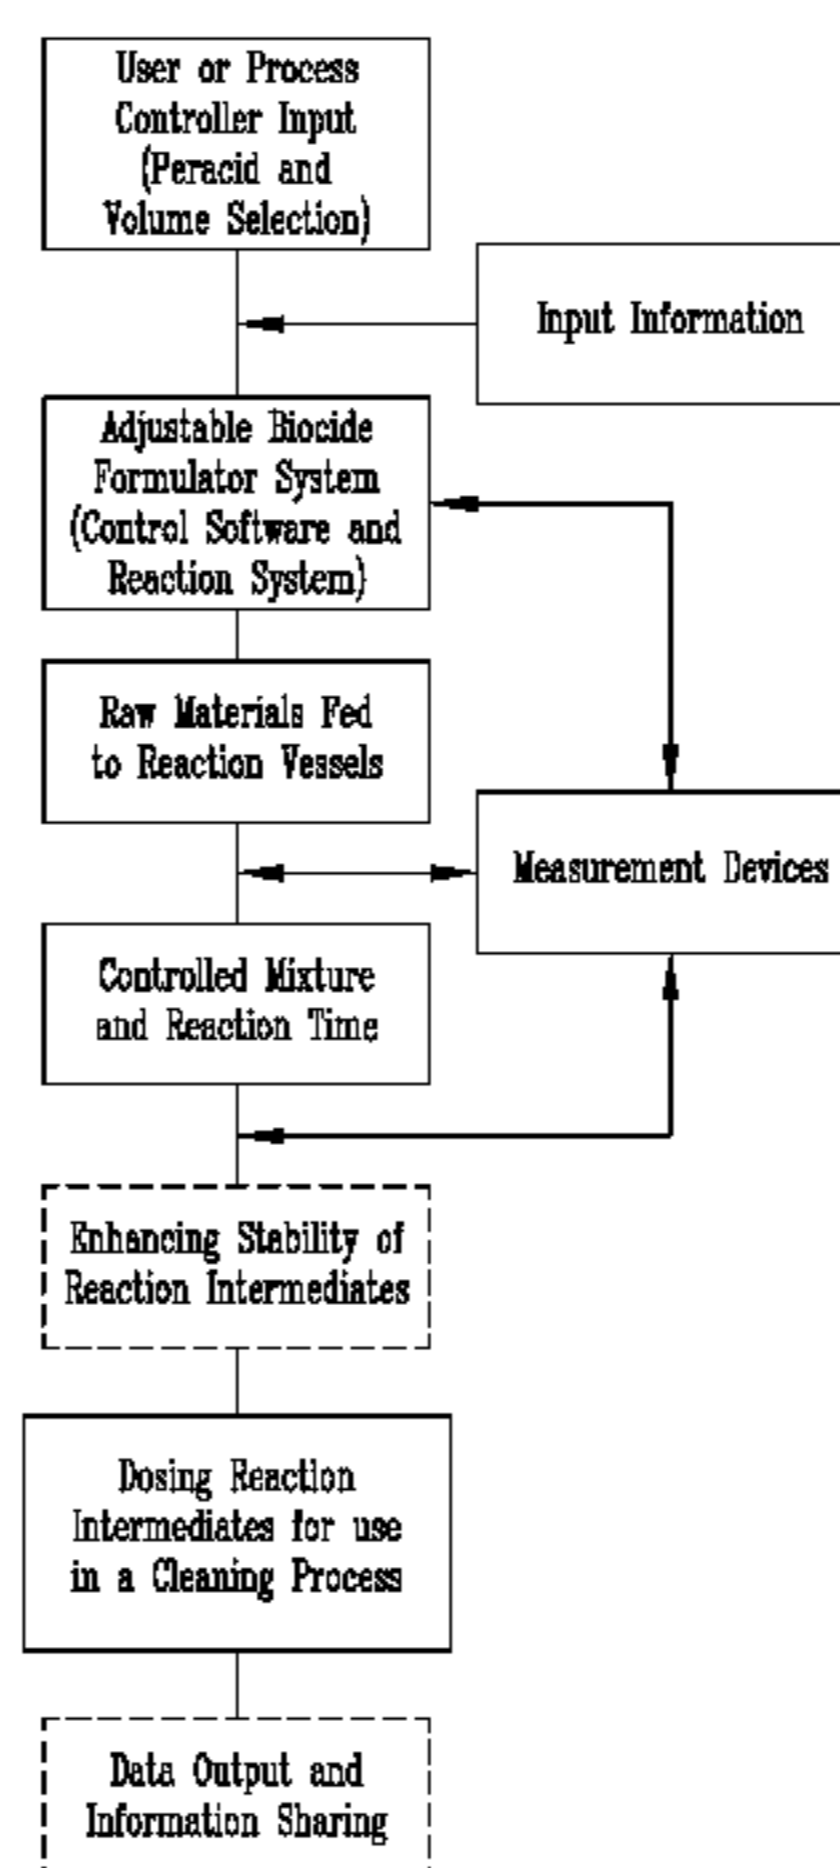 User or Process
Controller Input
(Peracid and
Volume Selection)
Input Information
Adjustable Biocide
Formulator System
(Control Software and
Reaction System)
Raw Materials Fed
to Reaction Vessels
Measurement Devices
Controlled Mixture
and Reaction Time
Enhancing Stability of
Reaction Intermediates
Dosing Reaction
Intermediates for use
in a Cleaning Process
Data Output and
Information Sharing